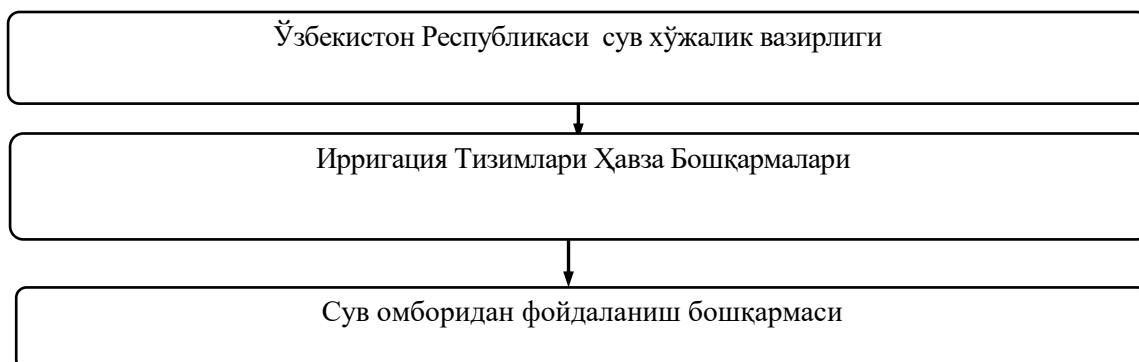 Ўзбекистон Республикаси сув хўжалик вазирлиги
Ирригация Тизимлари Ҳавза Бошқармалари
Сув омборидан фойдаланиш бошқармаси